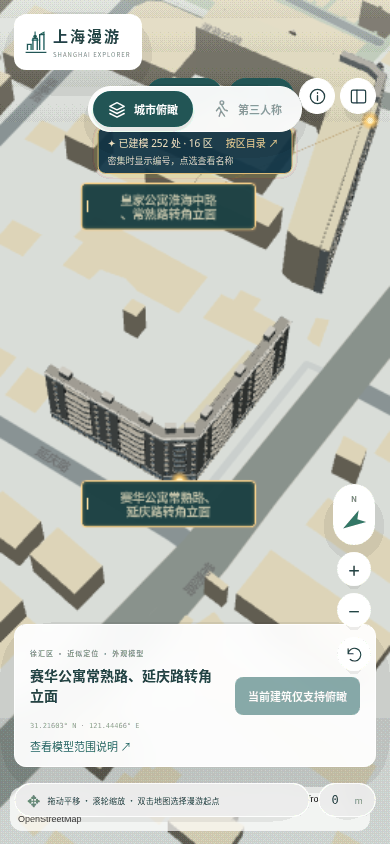 上海漫游
SHANGHAI EXPLORER
城市俯瞰
第三人称
✦ 已建模 252 处 · 16 区 按区目录 ↗
密集时显示编号，点选查看名称
皇家公寓淮海中路
、常熟路转角立面
赛华公寓常熟路、
延庆路转角立面
延庆路
N
+
−
徐汇区 · 近似定位 · 外观模型
赛华公寓常熟路、延庆路转角
立面
当前建筑仅支持俯瞰
31.21603° N · 121.44466° E
查看模型范围说明 ↗
拖动平移 · 滚轮缩放 · 双击地图选择漫游起点
0 m
OpenStreetMap